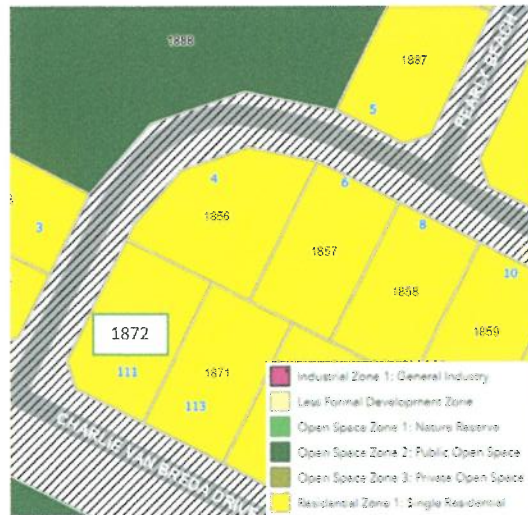 1888
1887
5
PEARLY BEACH
4
6
1856
8
3
1857
10
1858
1859
1872
111
1871
113
CHARLIE VAN BREDA DRIVE
Industrial Zone 1: General Industry
Less Formal Development Zone
Open Space Zone 1: Nature Reserve
Open Space Zone 2: Public Open Space
Open Space Zone 3: Private Open Space
Residential Zone 1: Single Residential